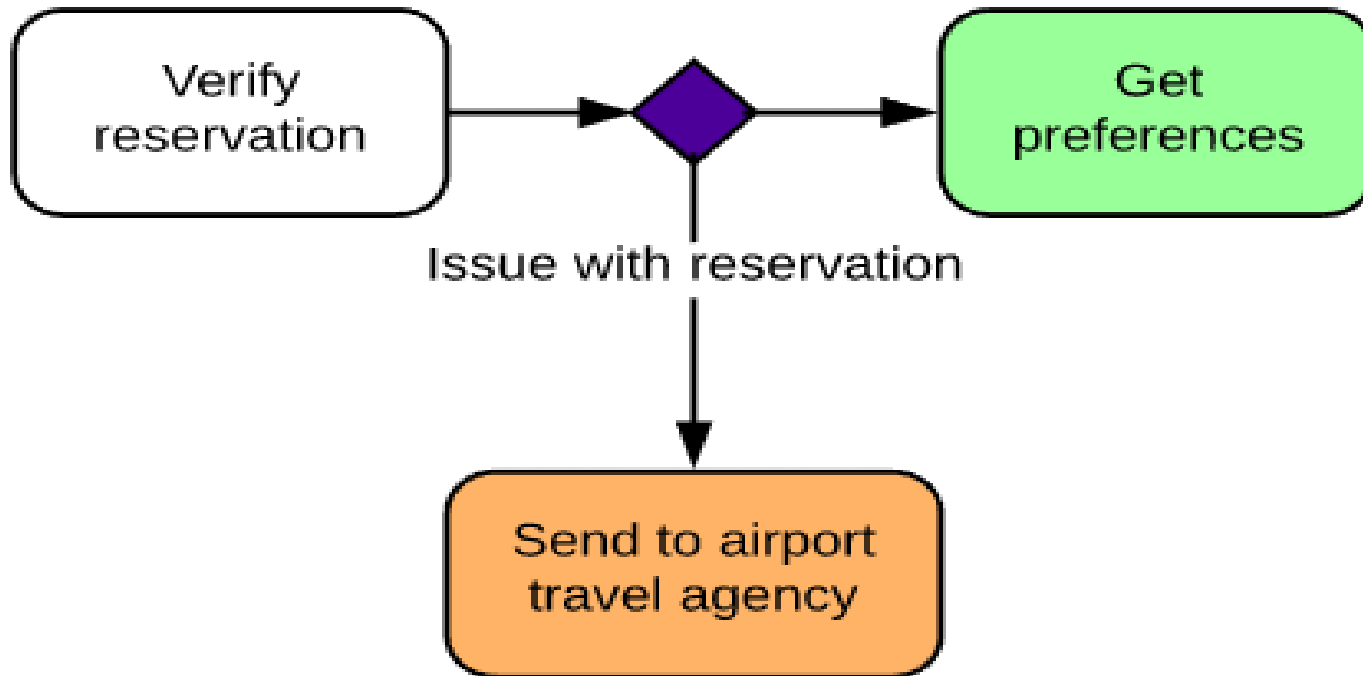 Verify
reservation
Get
preferences
Issue with reservation
Send to airport
travel agency